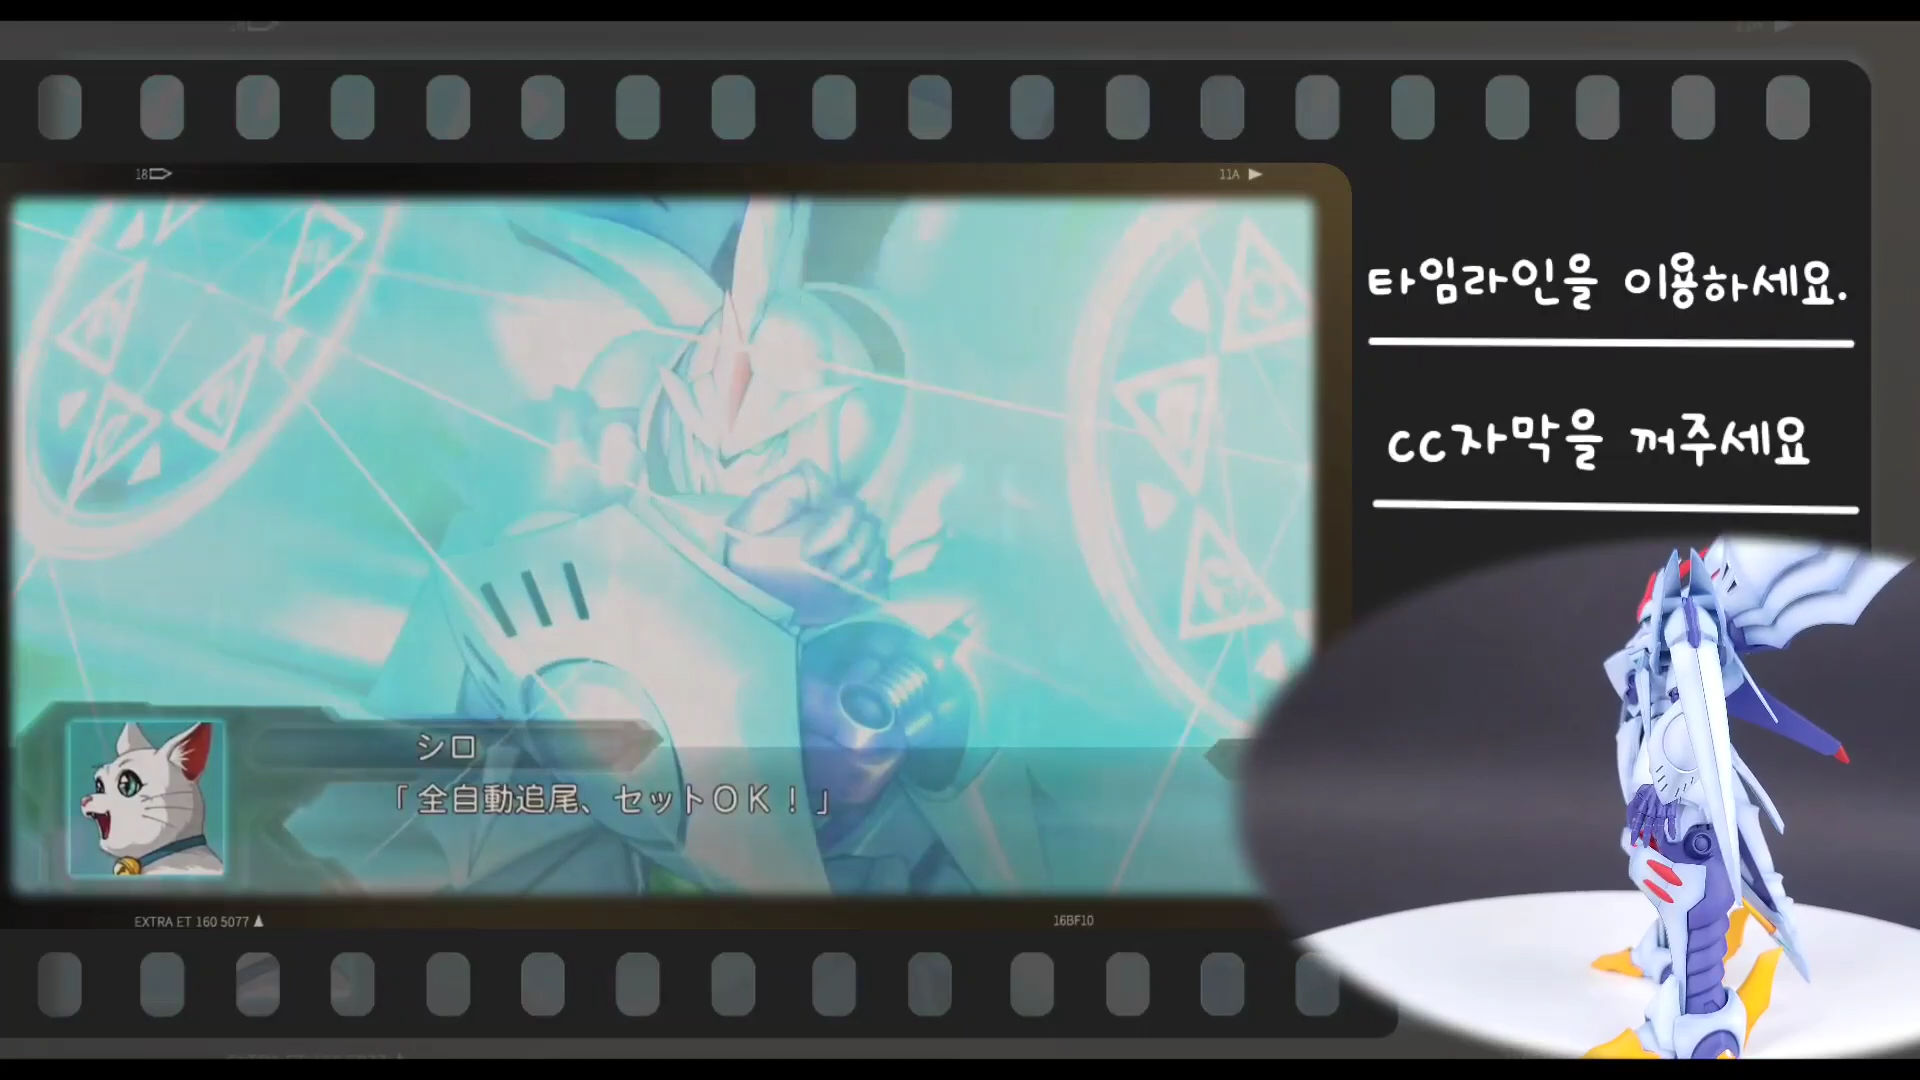 18
11A
타임라인을 이용하세요.
cc자막을 꺼주세요
シロ
「全自動追尾、セットＯＫ！」
EXTRA ET 160 5077
16BF10